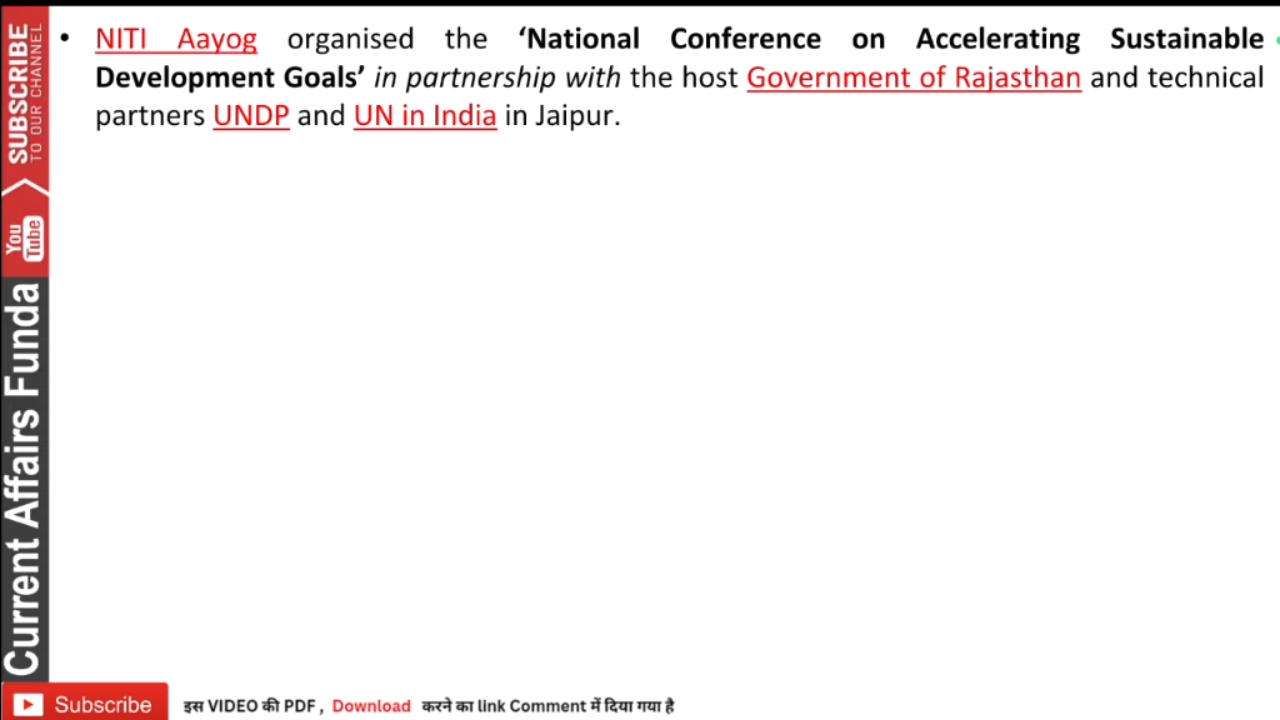 • NITI Aayog organised the ‘National Conference on Accelerating Sustainable
Development Goals’ in partnership with the host Government of Rajasthan and technical
partners UNDP and UN in India in Jaipur.
SUBSCRIBE
TO OUR CHANNEL
You
Tube
Current Affairs Funda
Subscribe
इस VIDEO की PDF , Download करने का link Comment में दिया गया है